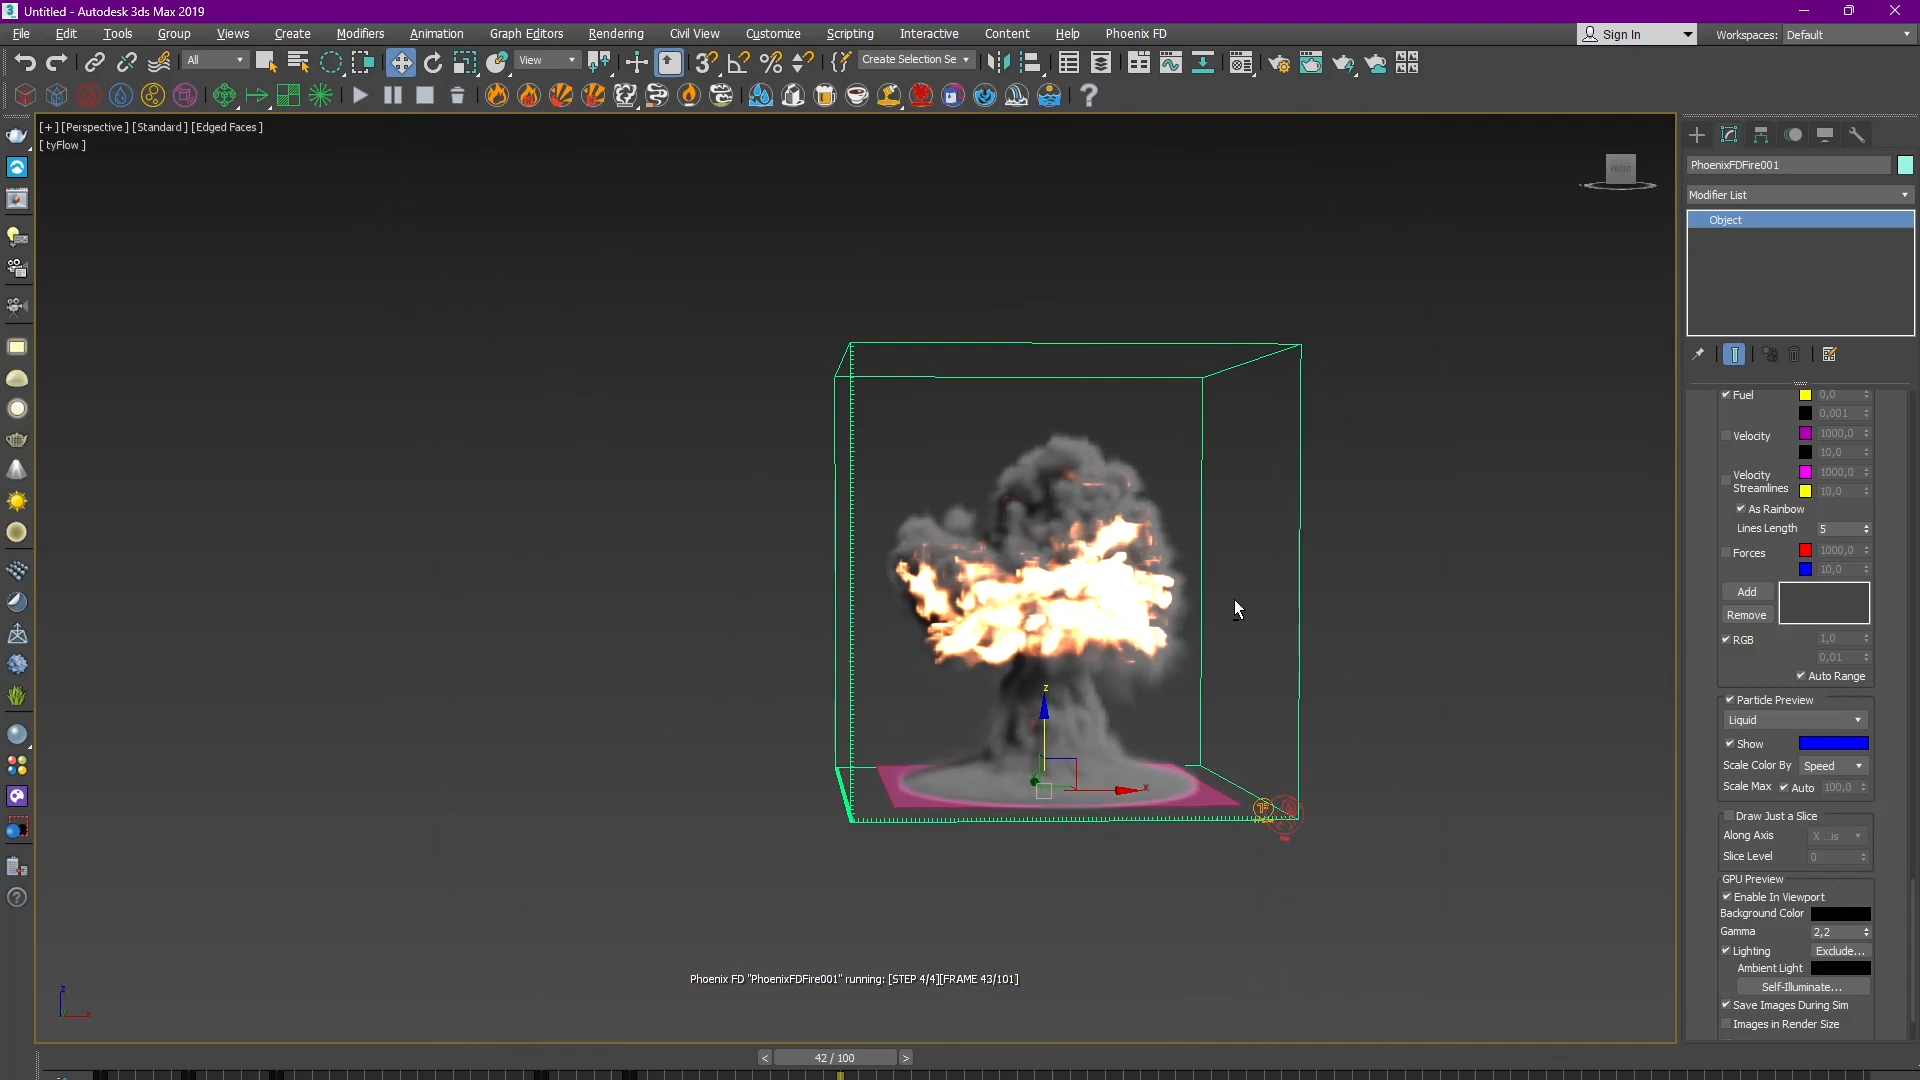 Untitled - Autodesk 3ds Max 2019
File Edit Tools Group Views Create Modifiers Animation Graph Editors Rendering Civil View Customize Scripting Interactive Content Help Phoenix FD Sign In Workspaces: Default
All View Create Selection Se
[+] [Perspective] [Standard] [Edged Faces]
[ tyFlow ]
FRONT
PhoenixFDFire001
Modifier List
Object
Fuel 0,0
0,001
Velocity 1000,0
10,0
Velocity Streamlines 1000,0
10,0
As Rainbow
Lines Length 5
Forces 1000,0
10,0
Add
Remove
RGB 1,0
0,01
Auto Range
Particle Preview
Liquid
Show
Scale Color By Speed
Scale Max Auto 100,0
Draw Just a Slice
Along Axis X ...is
Slice Level 0
GPU Preview
Enable In Viewport
Background Color
Gamma 2,2
Lighting Exclude...
Ambient Light
Self-Illuminate...
Save Images During Sim
Images in Render Size
z
x
Phoenix FD "PhoenixFDFire001" running: [STEP 4/4][FRAME 43/101]
z
x
< 42 / 100 >